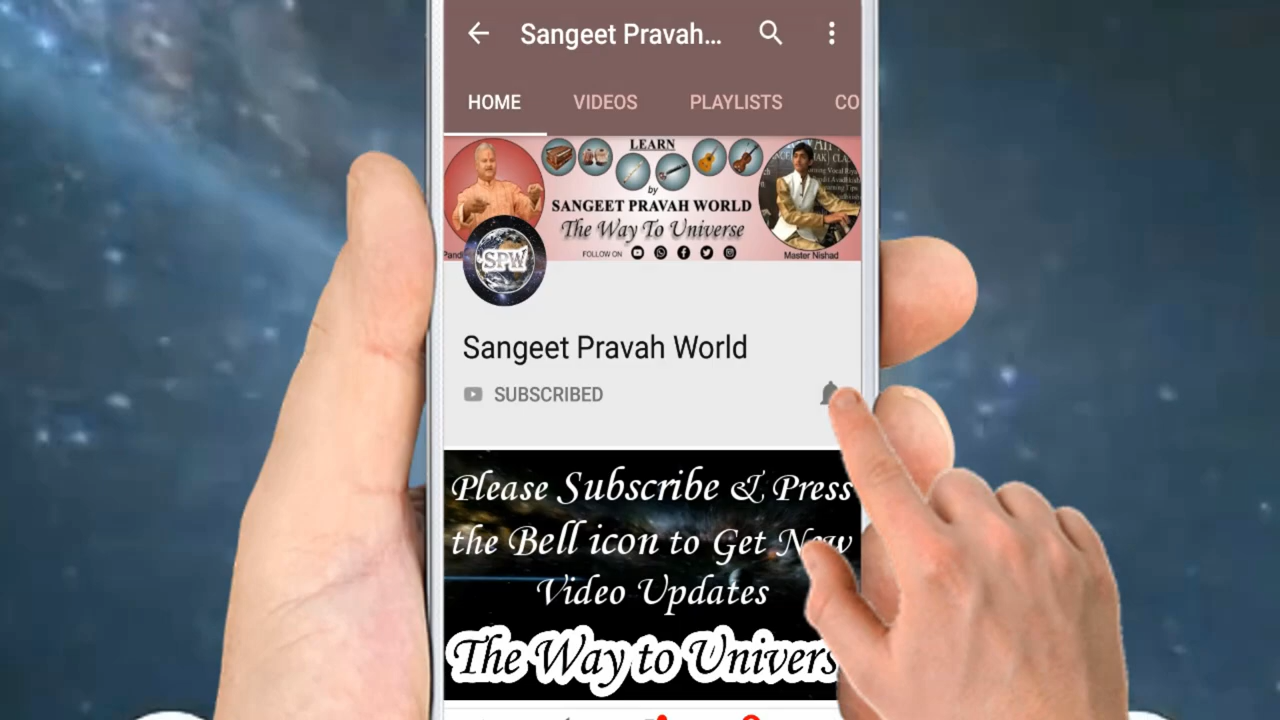 Sangeet Pravah...
HOME VIDEOS PLAYLISTS CO
LEARN
by
SANGEET PRAVAH WORLD
The Way To Universe
FOLLOW ON
Master Nishad
SPW
Sangeet Pravah World
SUBSCRIBED
Please Subscribe & Press
the Bell icon to Get New
Video Updates
The Way to Univers